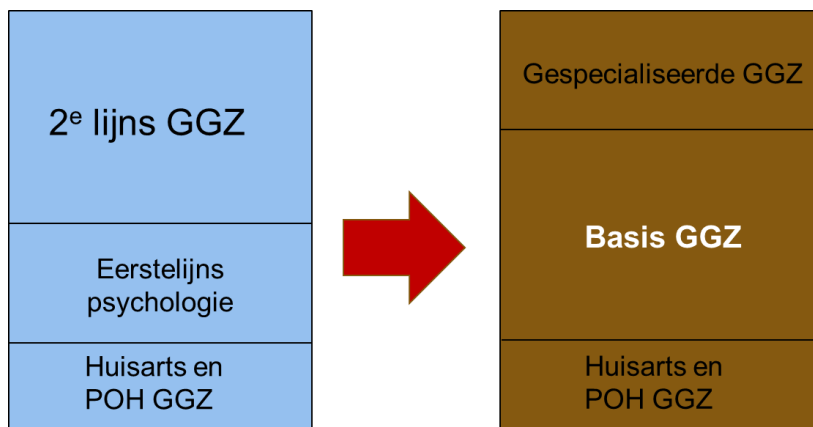 2ᵉ lijns GGZ
Eerstelijns
psychologie
Huisarts en
POH GGZ
Gespecialiseerde GGZ
Basis GGZ
Huisarts en
POH GGZ